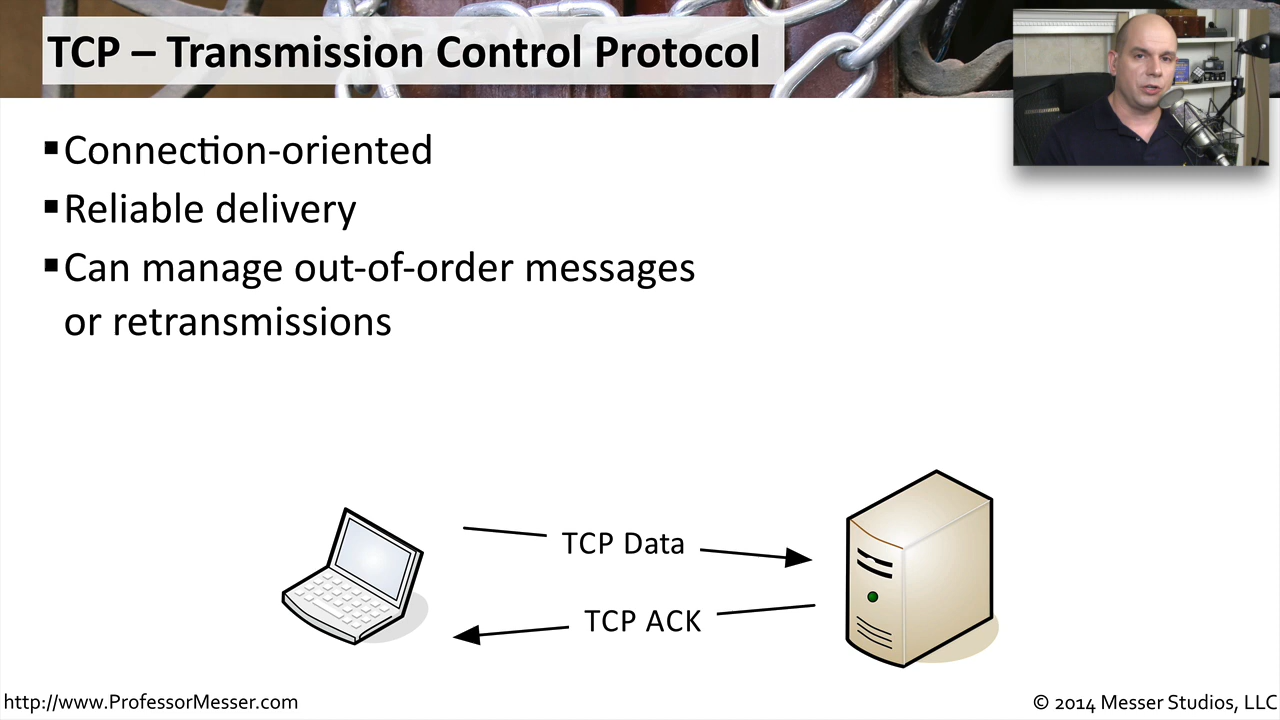 TCP – Transmission Control Protocol
▪Connection-oriented
▪Reliable delivery
▪Can manage out-of-order messages
or retransmissions
TCP Data
TCP ACK
http://www.ProfessorMesser.com
© 2014 Messer Studios, LLC